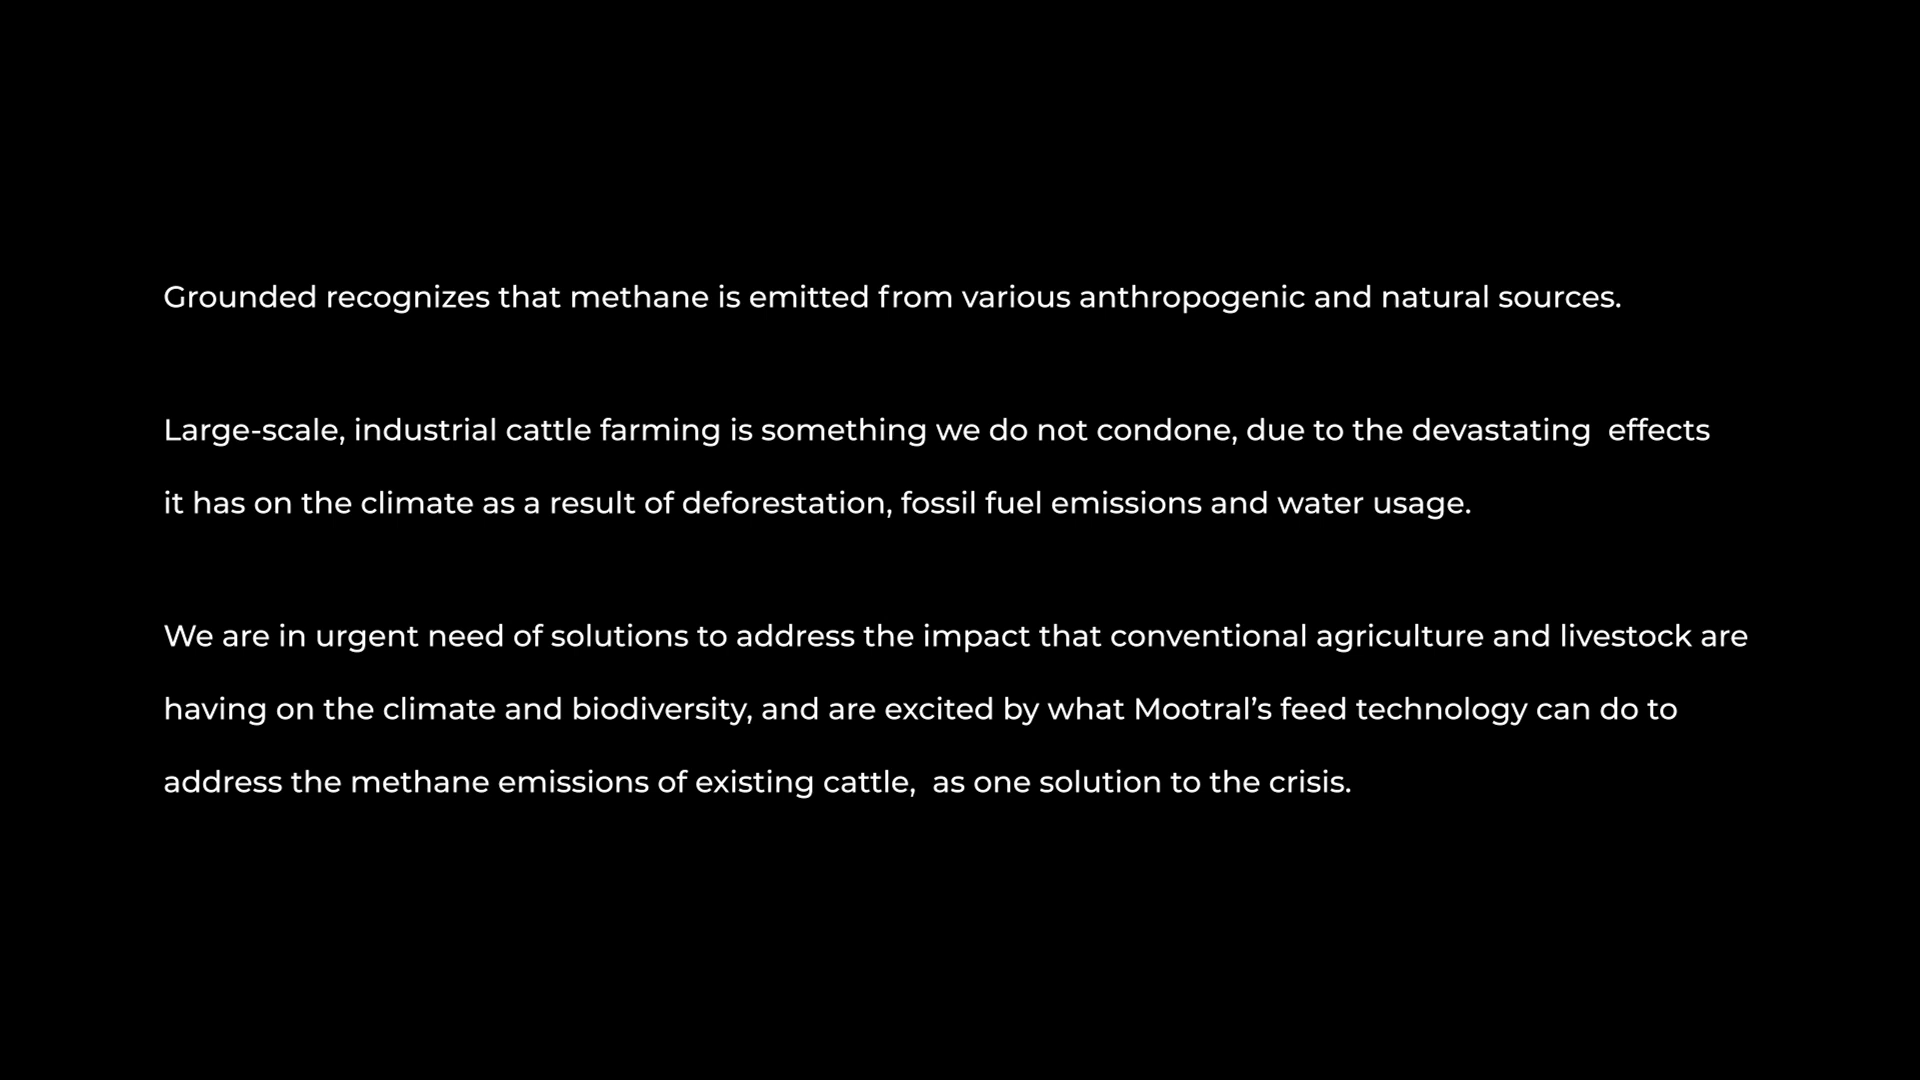 Grounded recognizes that methane is emitted from various anthropogenic and natural sources.
Large-scale, industrial cattle farming is something we do not condone, due to the devastating  effects
it has on the climate as a result of deforestation, fossil fuel emissions and water usage.
We are in urgent need of solutions to address the impact that conventional agriculture and livestock are
having on the climate and biodiversity, and are excited by what Mootral’s feed technology can do to
address the methane emissions of existing cattle,  as one solution to the crisis.